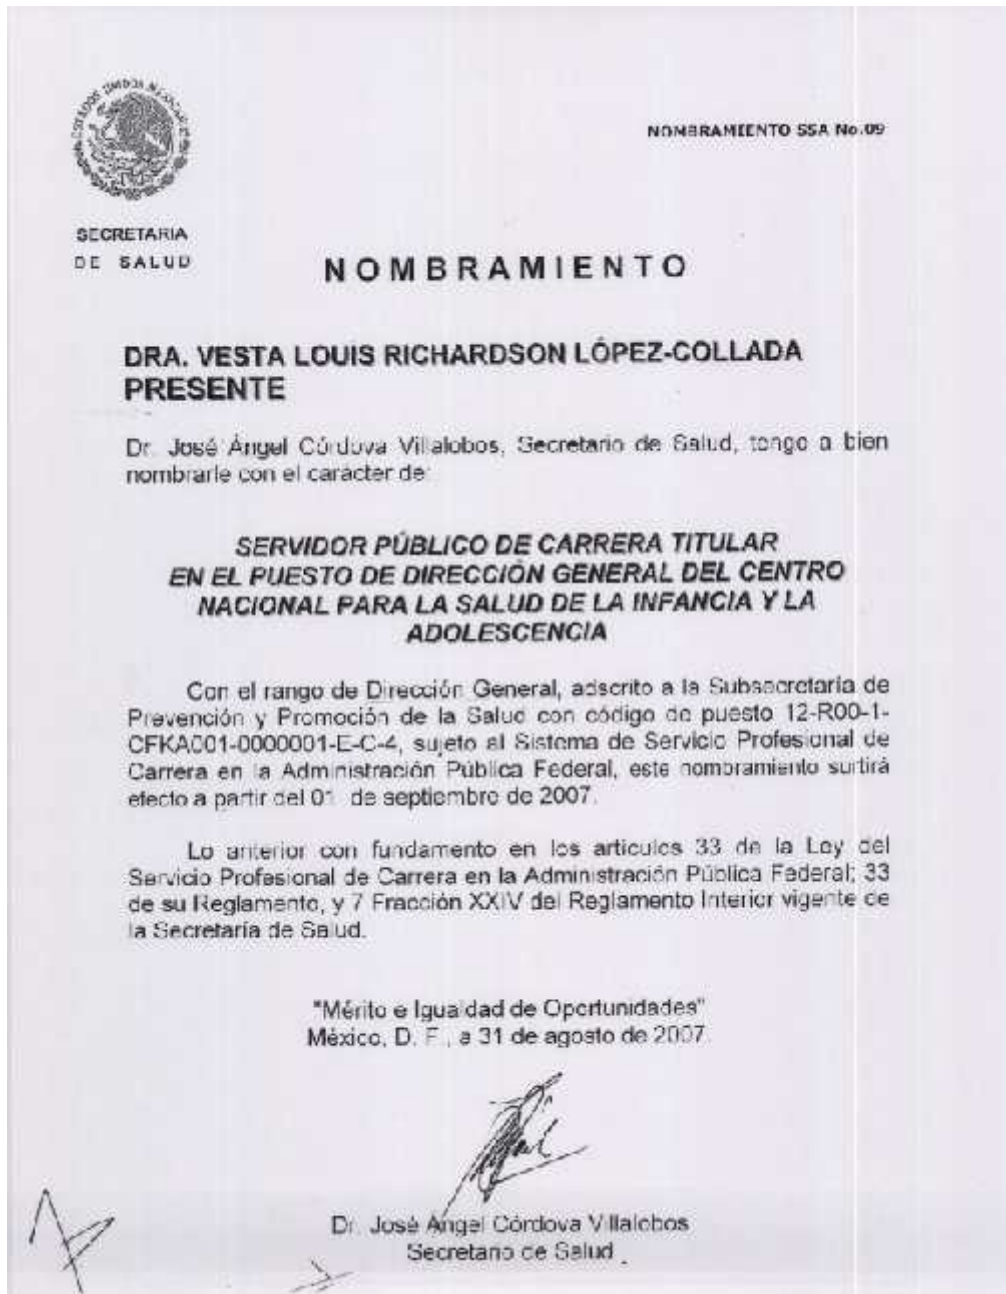 ESTADOS UNIDOS MEXICANOS
NOMBRAMIENTO SSA No.09
SECRETARIA
DE SALUD
NOMBRAMIENTO
DRA. VESTA LOUIS RICHARDSON LÓPEZ-COLLADA
PRESENTE
Dr. José Ángel Córdova Villalobos, Secretario de Salud, tengo a bien
nombrarle con el carácter de:
SERVIDOR PÚBLICO DE CARRERA TITULAR
EN EL PUESTO DE DIRECCIÓN GENERAL DEL CENTRO
NACIONAL PARA LA SALUD DE LA INFANCIA Y LA
ADOLESCENCIA
Con el rango de Dirección General, adscrito a la Subsecretaría de
Prevención y Promoción de la Salud con código de puesto 12-R00-1-
CFKA001-0000001-E-C-4, sujeto al Sistema de Servicio Profesional de
Carrera en la Administración Pública Federal, este nombramiento surtirá
efecto a partir del 01 de septiembre de 2007.
Lo anterior con fundamento en los artículos 33 de la Ley del
Servicio Profesional de Carrera en la Administración Pública Federal; 33
de su Reglamento, y 7 Fracción XXIV del Reglamento Interior vigente de
la Secretaría de Salud.
"Mérito e Igualdad de Oportunidades"
México, D. F., a 31 de agosto de 2007.
Dr. José Ángel Córdova Villalobos
Secretario de Salud